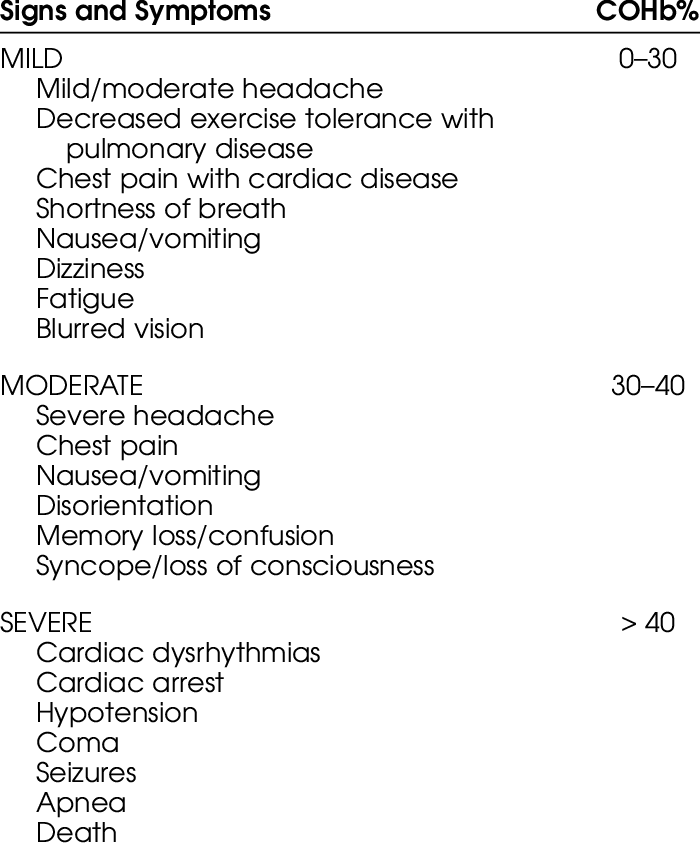 Signs and Symptoms COHb%
MILD 0–30
Mild/moderate headache
Decreased exercise tolerance with
pulmonary disease
Chest pain with cardiac disease
Shortness of breath
Nausea/vomiting
Dizziness
Fatigue
Blurred vision
MODERATE 30–40
Severe headache
Chest pain
Nausea/vomiting
Disorientation
Memory loss/confusion
Syncope/loss of consciousness
SEVERE > 40
Cardiac dysrhythmias
Cardiac arrest
Hypotension
Coma
Seizures
Apnea
Death